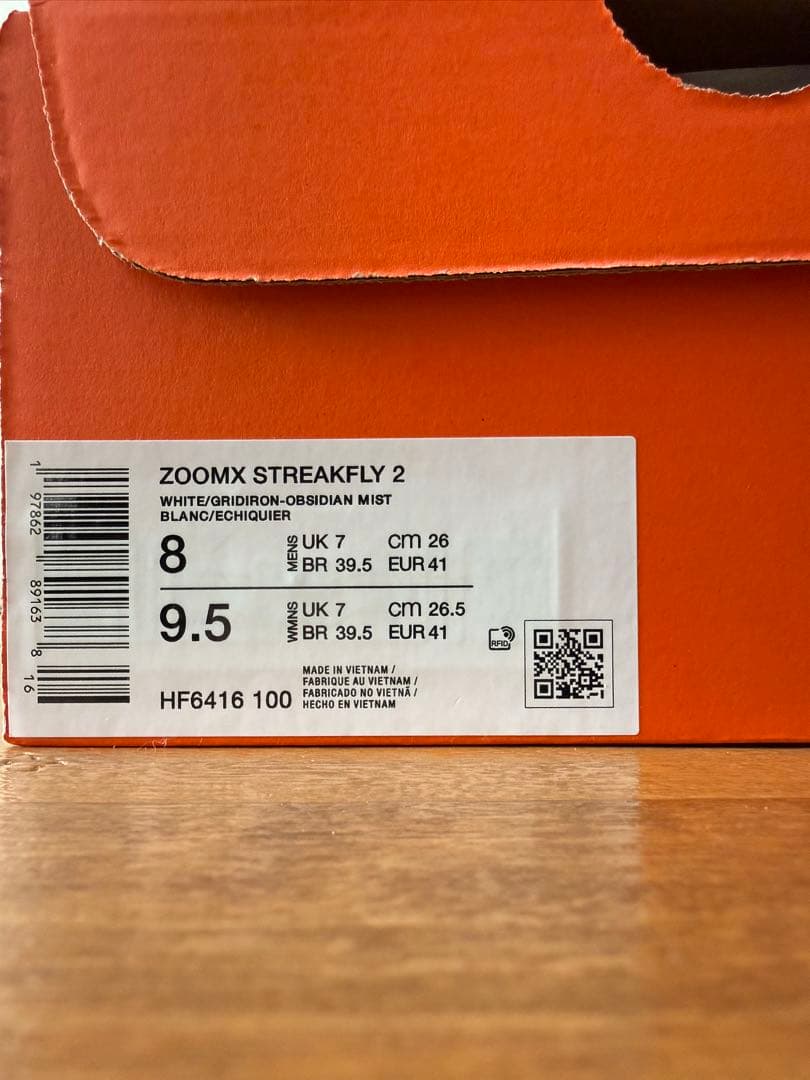 ZOOMX STREAKFLY 2
WHITE/GRIDIRON-OBSIDIAN MIST
BLANC/ECHIQUIER
8 MENS UK 7 CM 26
BR 39.5 EUR 41
9.5 WMNS UK 7 CM 26.5
BR 39.5 EUR 41
RFID
HF6416 100
MADE IN VIETNAM /
FABRIQUE AU VIETNAM /
FABRICADO NO VIETNÃ /
HECHO EN VIETNAM
1 97862 89163 8 16